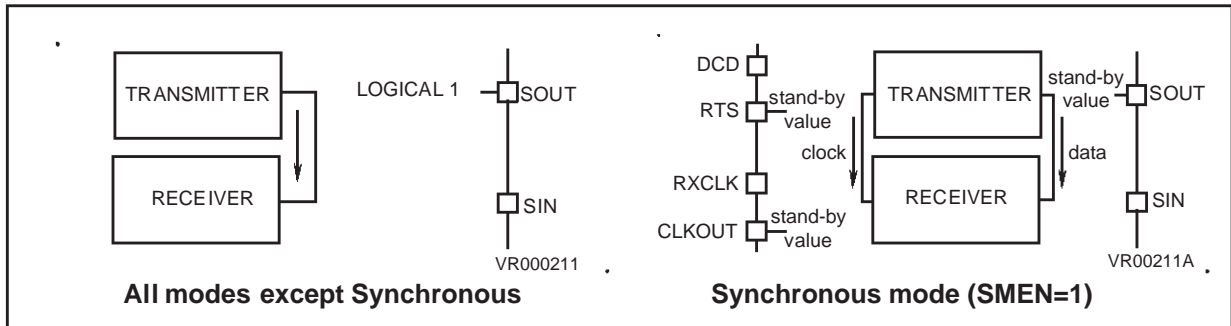 TRANSMITTER
RECEIVER
LOGICAL 1
SOUT
SIN
VR000211
All modes except Synchronous
DCD
RTS
stand-by
value
clock
RXCLK
CLKOUT
stand-by
value
TRANSMITTER
RECEIVER
data
stand-by
value
SOUT
SIN
VR00211A
Synchronous mode (SMEN=1)